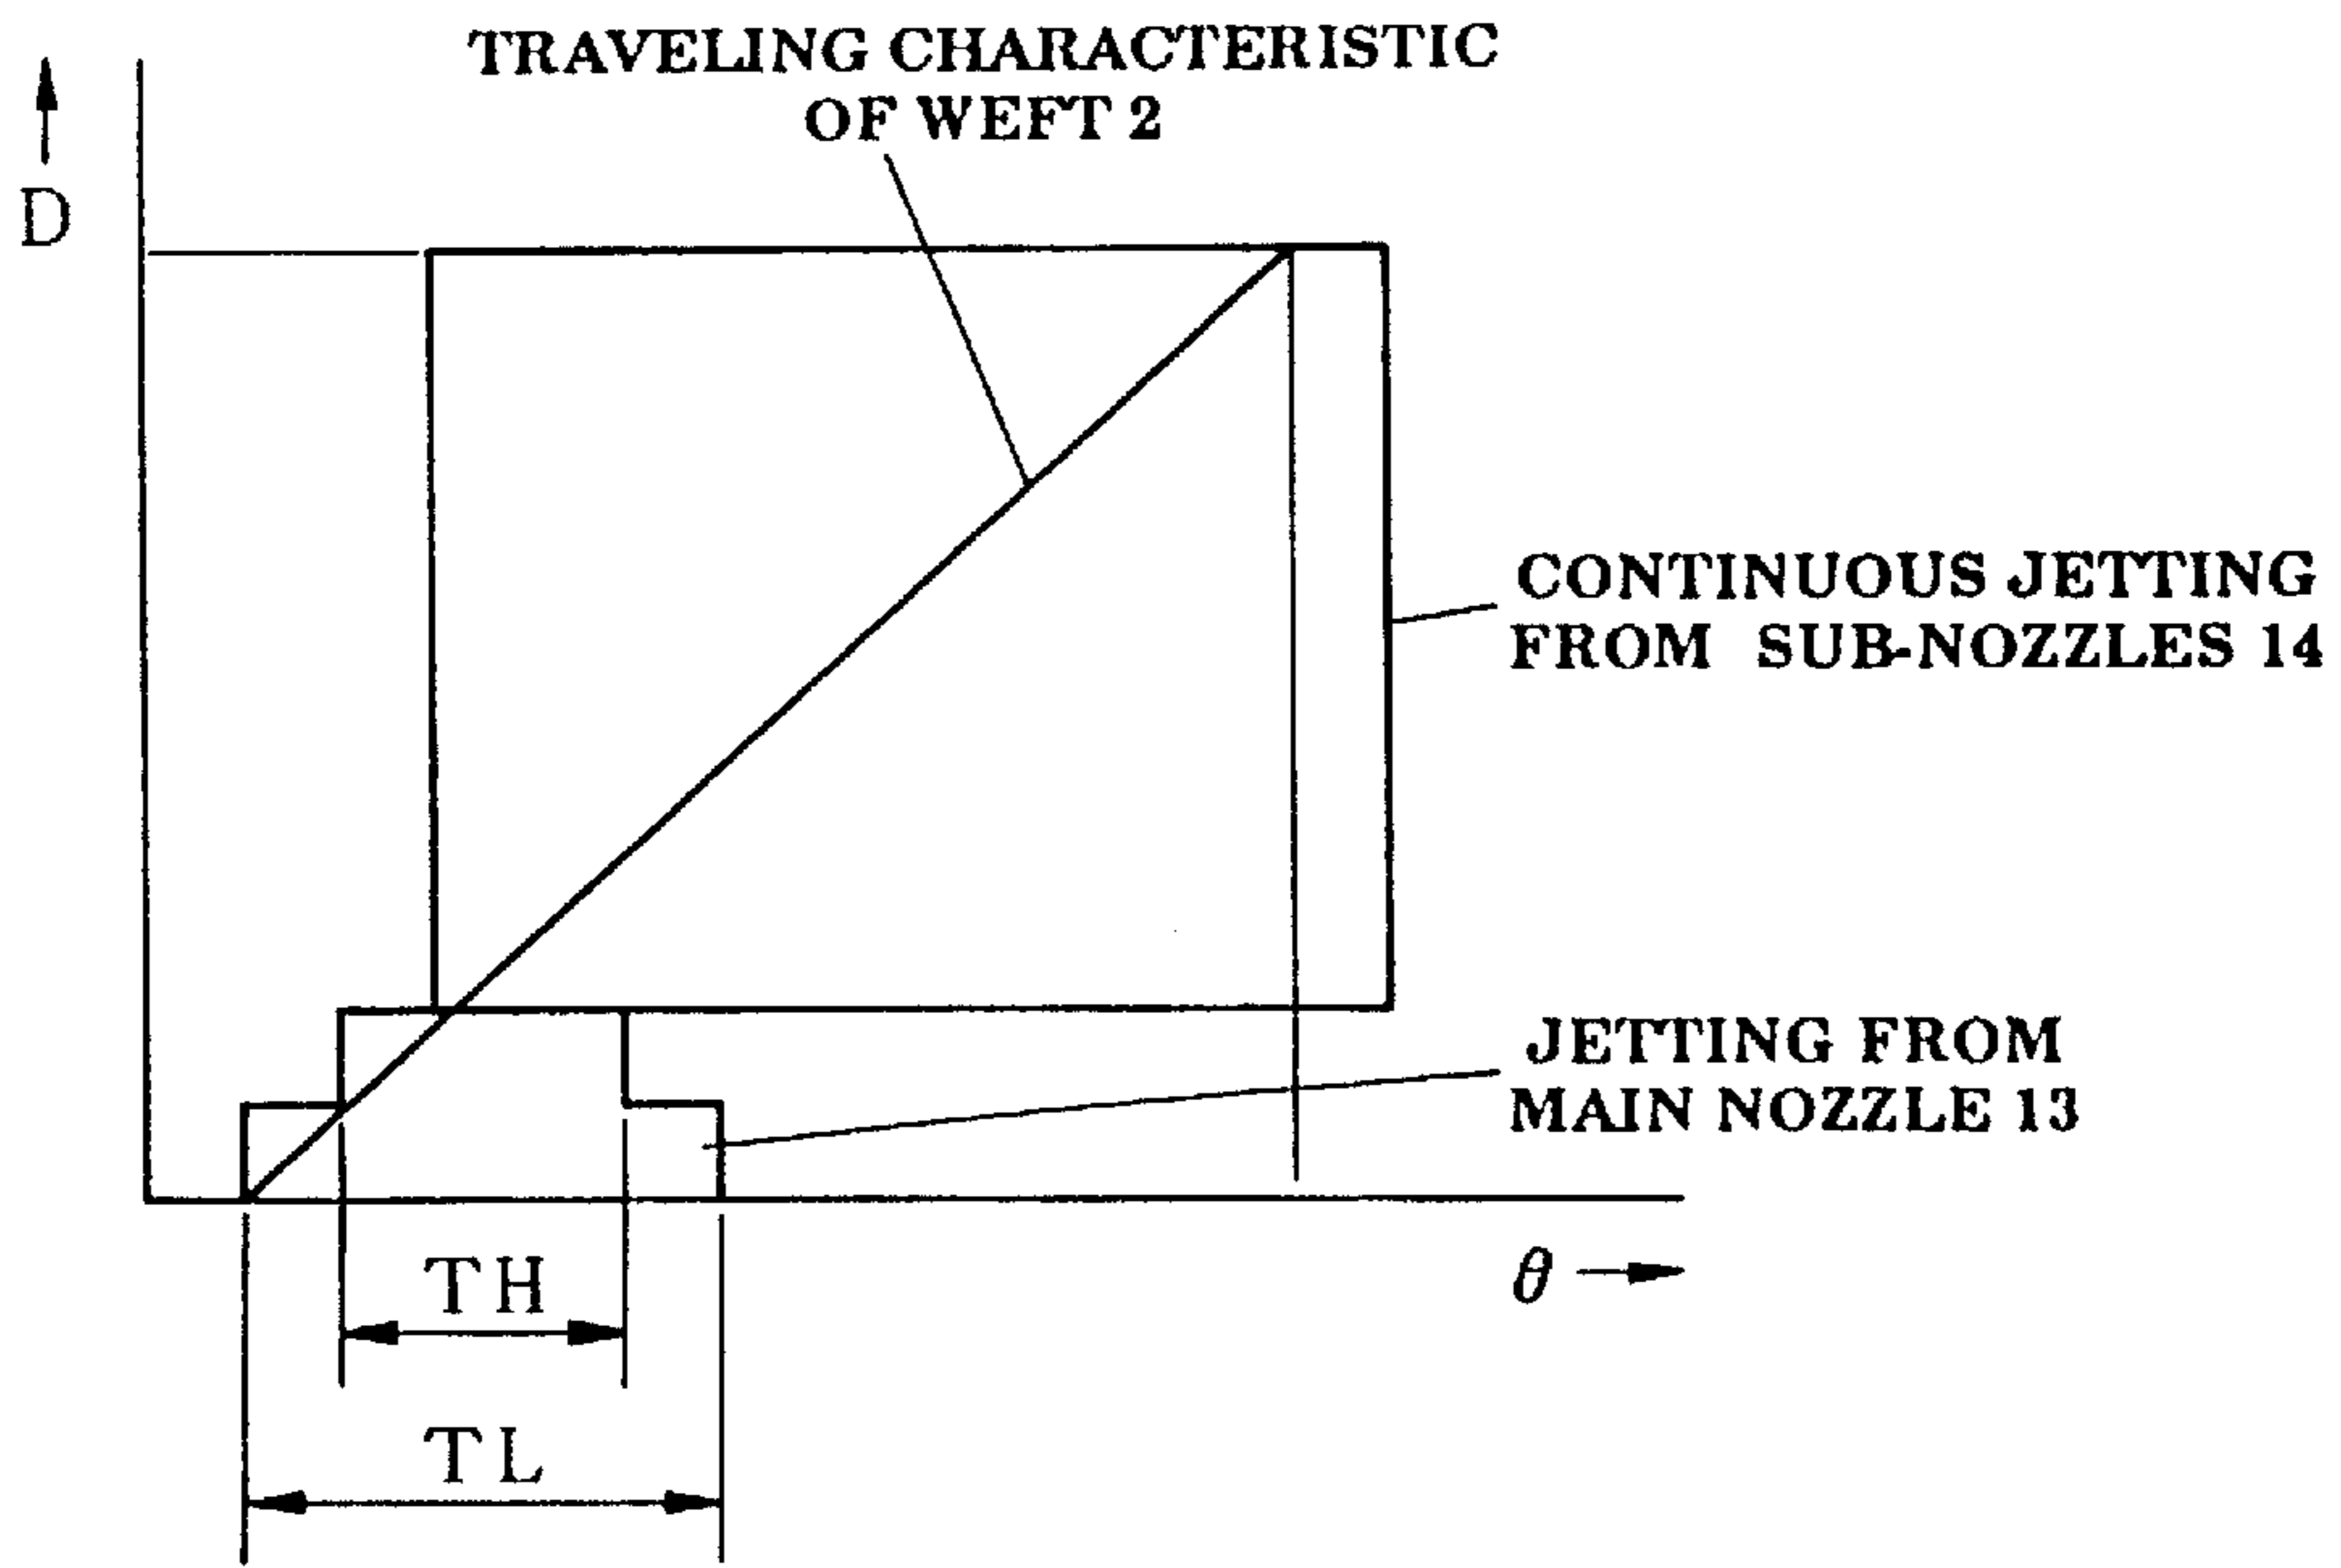 TRAVELING CHARACTERISTIC
OF WEFT 2
D
CONTINUOUS JETTING
FROM SUB-NOZZLES 14
JETTING FROM
MAIN NOZZLE 13
θ
TH
TL